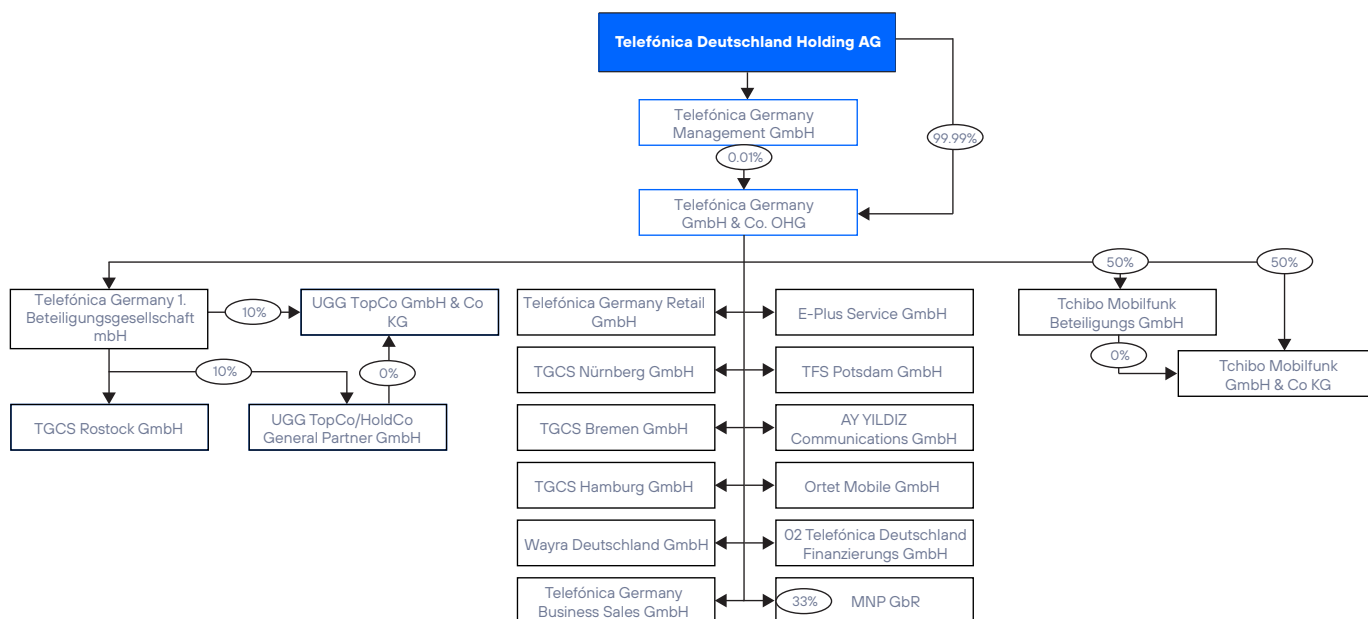 Telefónica Deutschland Holding AG
Telefónica Germany
Management GmbH
99.99%
0.01%
Telefónica Germany
GmbH & Co. OHG
50%
50%
Telefónica Germany 1.
Beteiligungsgesellschaft
mbH
10%
UGG TopCo GmbH & Co
KG
10%
0%
TGCS Rostock GmbH
UGG TopCo/HoldCo
General Partner GmbH
Telefónica Germany Retail
GmbH
E-Plus Service GmbH
TGCS Nürnberg GmbH
TFS Potsdam GmbH
TGCS Bremen GmbH
AY YILDIZ
Communications GmbH
TGCS Hamburg GmbH
Ortet Mobile GmbH
Wayra Deutschland GmbH
02 Telefónica Deutschland
Finanzierungs GmbH
Telefónica Germany
Business Sales GmbH
33%
MNP GbR
Tchibo Mobilfunk
Beteiligungs GmbH
0%
Tchibo Mobilfunk
GmbH & Co KG